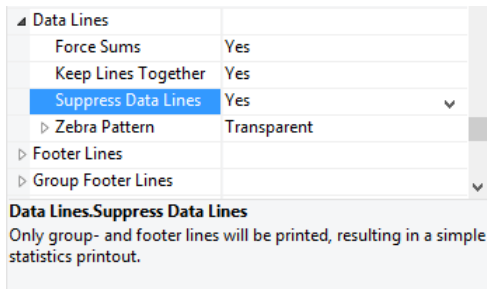 Data Lines
Force Sums Yes
Keep Lines Together Yes
Suppress Data Lines Yes
Zebra Pattern Transparent
Footer Lines
Group Footer Lines
Data Lines.Suppress Data Lines
Only group- and footer lines will be printed, resulting in a simple
statistics printout.